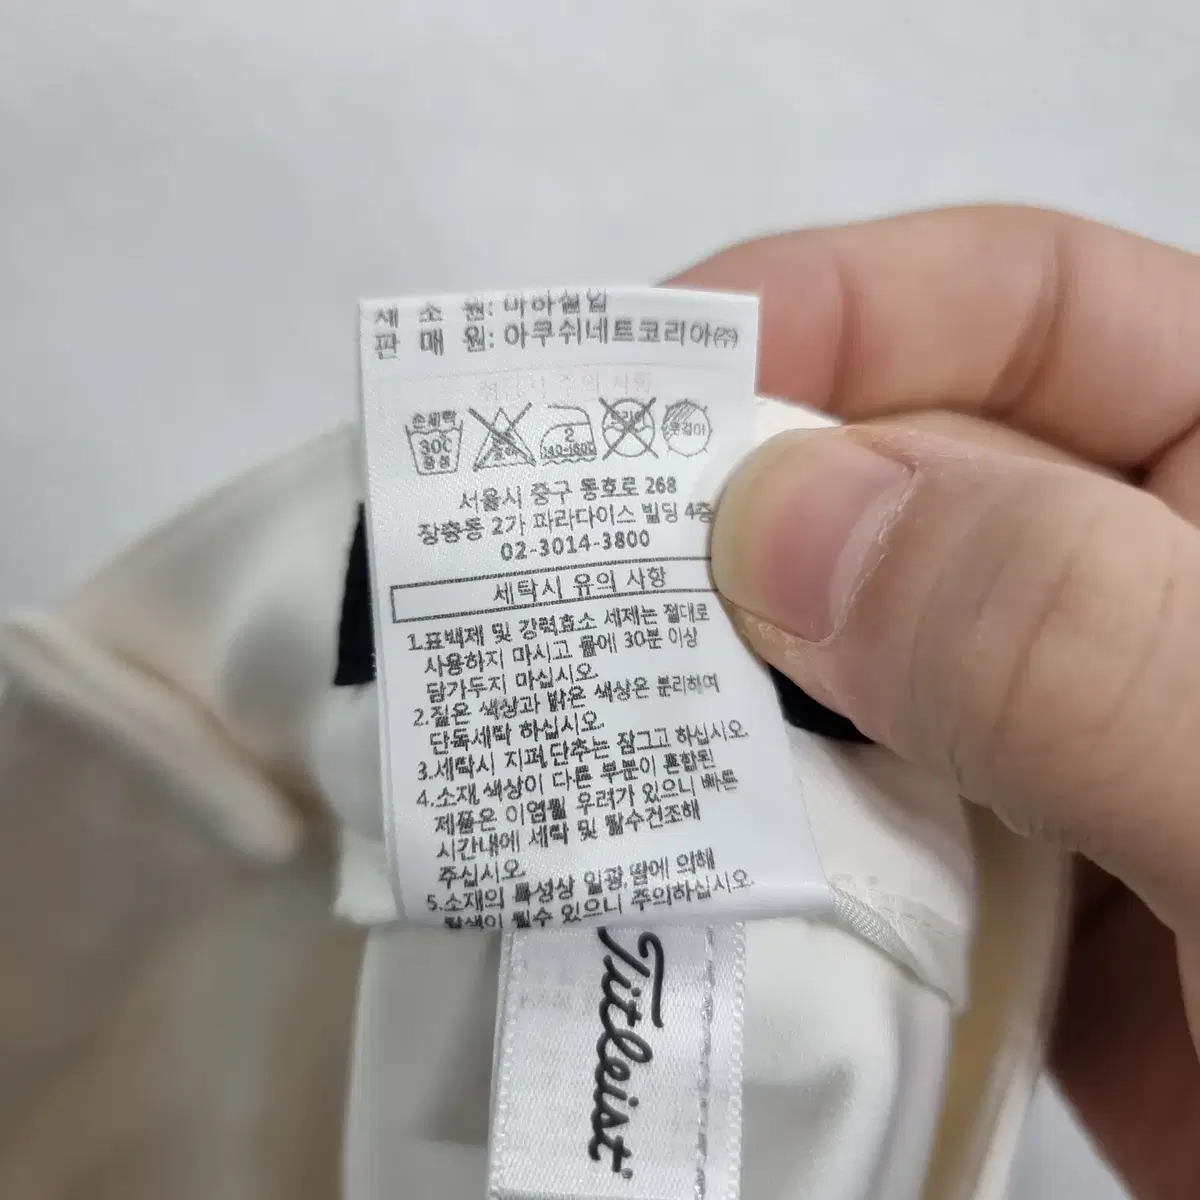 제 조 원: 바하힐입
판 매 원: 아쿠쉬네트코리아㈜
손세탁
30℃
중성
2
140-160℃
드라이
옷걸이
서울시 중구 동호로 268
장충동 2가 파라다이스 빌딩 4층
02-3014-3800
세탁시 유의 사항
1.표백제 및 강력효소 세제는 절대로
사용하지 마시고 물에 30분 이상
담가두지 마십시오.
2.짙은 색상과 밝은 색상은 분리하여
단독세탁 하십시오.
3.세탁시 지퍼,단추는 잠그고 하십시오.
4.소재,색상이 다른 부분이 혼합된
제품은 이염될 우려가 있으니 빠른
시간내에 세탁 및 탈수건조해
주십시오.
5.소재의 특성상 일광,땀에 의해
탈색이 될수 있으니 주의하십시오.
Titleist